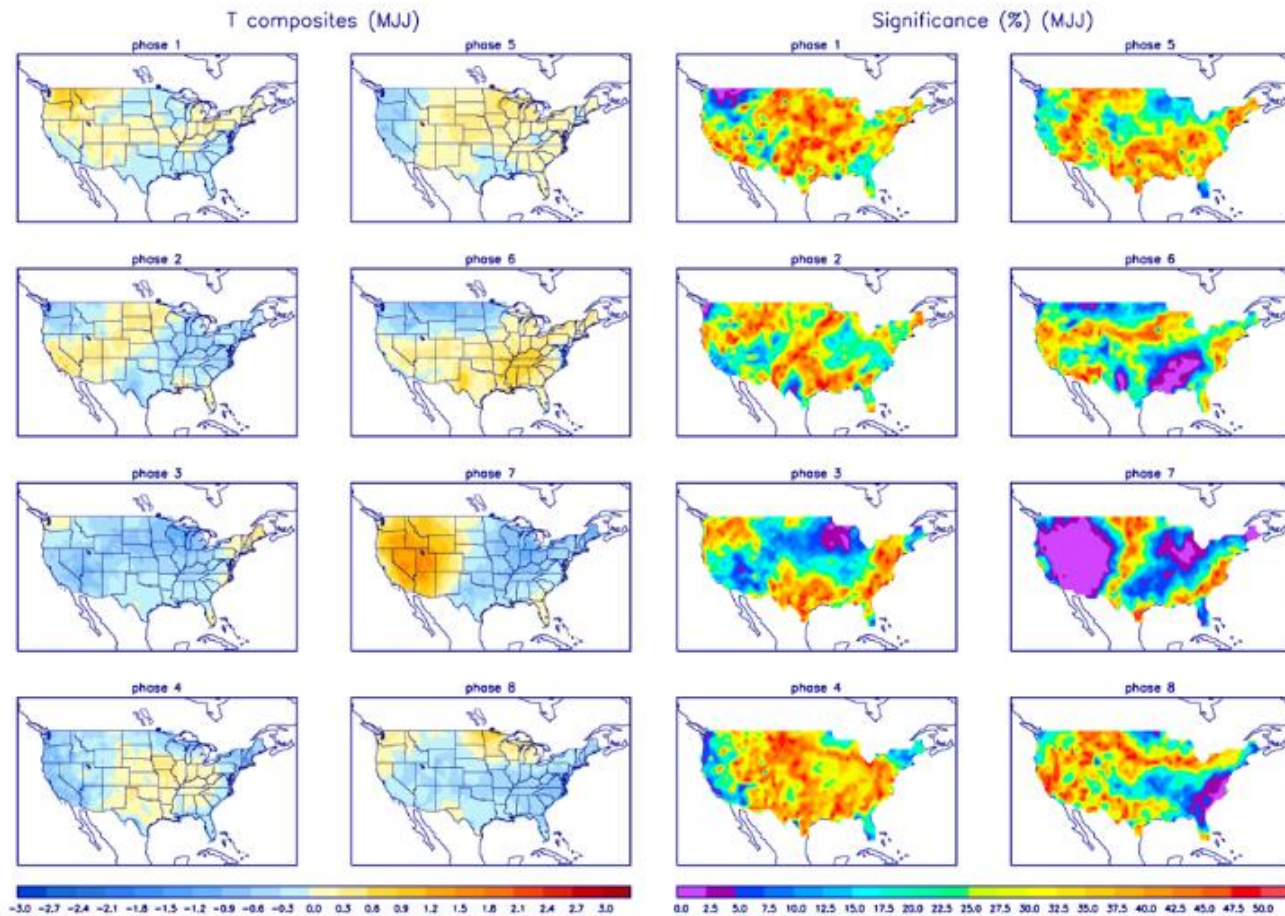 T composites (MJJ)
Significance (%) (MJJ)
phase 1
phase 5
phase 1
phase 5
phase 2
phase 6
phase 2
phase 6
phase 3
phase 7
phase 3
phase 7
phase 4
phase 8
phase 4
phase 8
-3.0 -2.7 -2.4 -2.1 -1.8 -1.5 -1.2 -0.9 -0.6 -0.3 0.0 0.3 0.6 0.9 1.2 1.5 1.8 2.1 2.4 2.7 3.0
0.0 2.5 5.0 7.5 10.0 12.5 15.0 17.5 20.0 22.5 25.0 27.5 30.0 32.5 35.0 37.5 40.0 42.5 45.0 47.5 50.0